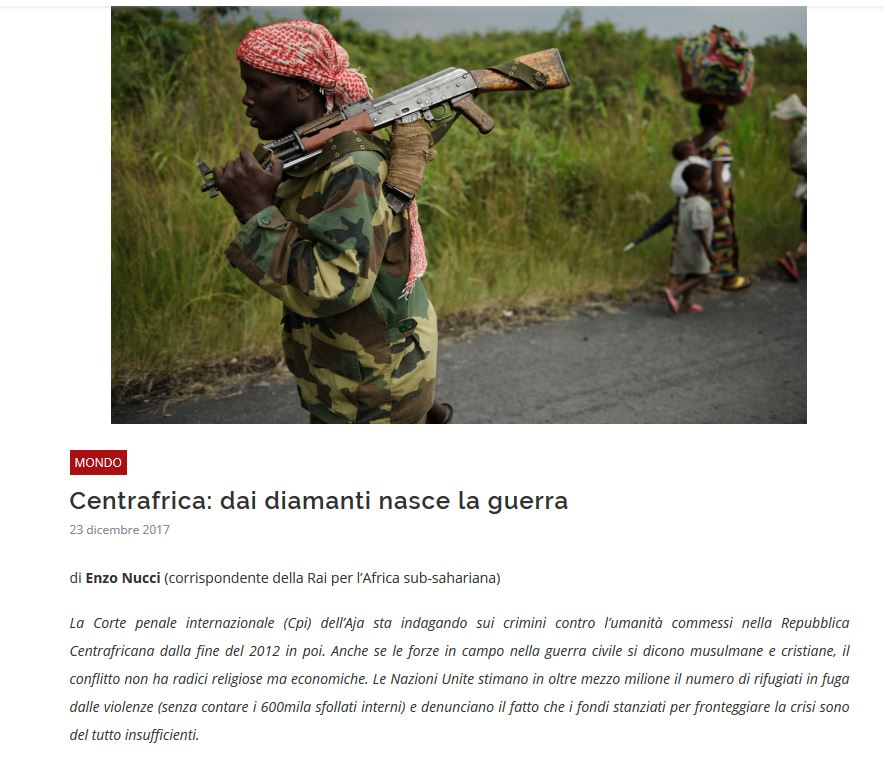 MONDO
Centrafrica: dai diamanti nasce la guerra
23 dicembre 2017
di Enzo Nucci (corrispondente della Rai per l’Africa sub-sahariana)
La Corte penale internazionale (Cpi) dell’Aja sta indagando sui crimini contro l’umanità commessi nella Repubblica
Centrafricana dalla fine del 2012 in poi. Anche se le forze in campo nella guerra civile si dicono musulmane e cristiane, il
conflitto non ha radici religiose ma economiche. Le Nazioni Unite stimano in oltre mezzo milione il numero di rifugiati in fuga
dalle violenze (senza contare i 600mila sfollati interni) e denunciano il fatto che i fondi stanziati per fronteggiare la crisi sono
del tutto insufficienti.